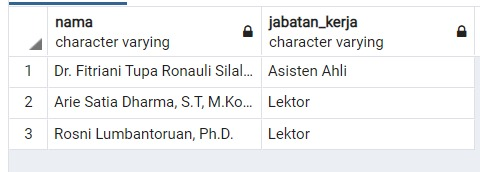 nama jabatan_kerja
character varying character varying
1 Dr. Fitriani Tupa Ronauli Silal... Asisten Ahli
2 Arie Satia Dharma, S.T, M.Ko... Lektor
3 Rosni Lumbantoruan, Ph.D. Lektor